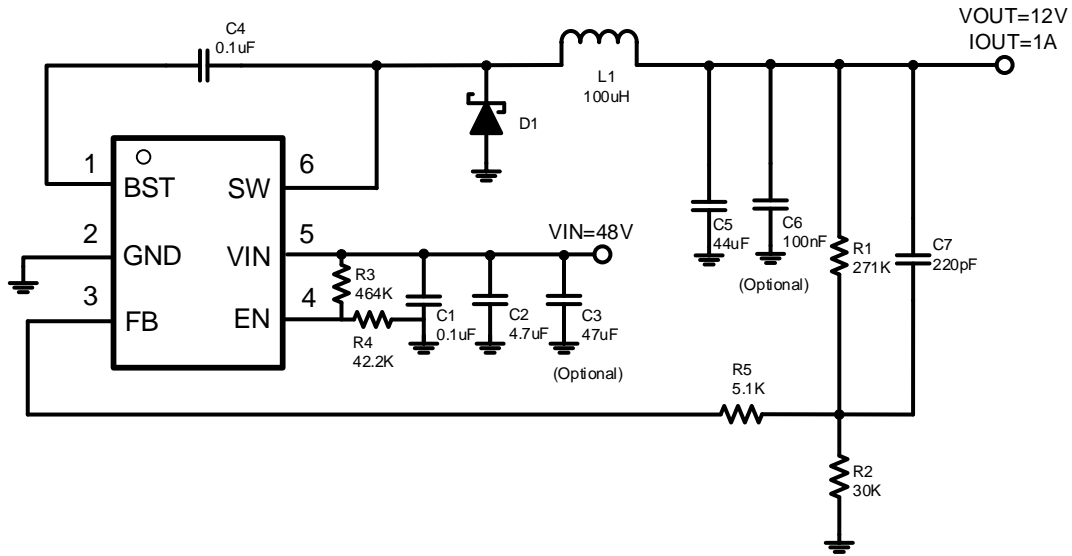 VOUT=12V
IOUT=1A
C4
0.1uF
L1
100uH
D1
1
BST
6
SW
2
GND
5
VIN
3
FB
4
EN
VIN=48V
R3
464K
R4
42.2K
C1
0.1uF
C2
4.7uF
C3
47uF
(Optional)
C5
44uF
C6
100nF
(Optional)
R1
271K
C7
220pF
R5
5.1K
R2
30K